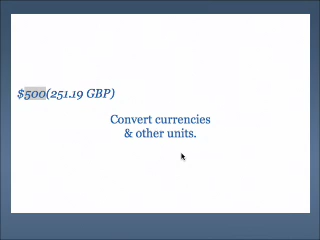 $500(251.19 GBP)
Convert currencies
& other units.